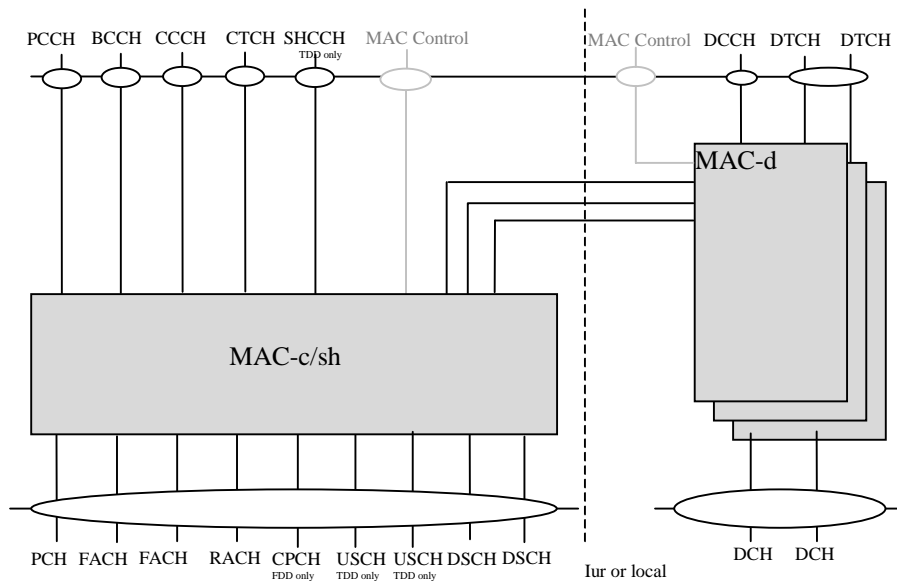 PCCH BCCH CCCH CTCH SHCCH MAC Control MAC Control DCCH DTCH DTCH
TDD only
MAC-d
MAC-c/sh
PCH FACH FACH RACH CPCH USCH USCH DSCH DSCH DCH DCH
FDD only TDD only TDD only
Iur or local